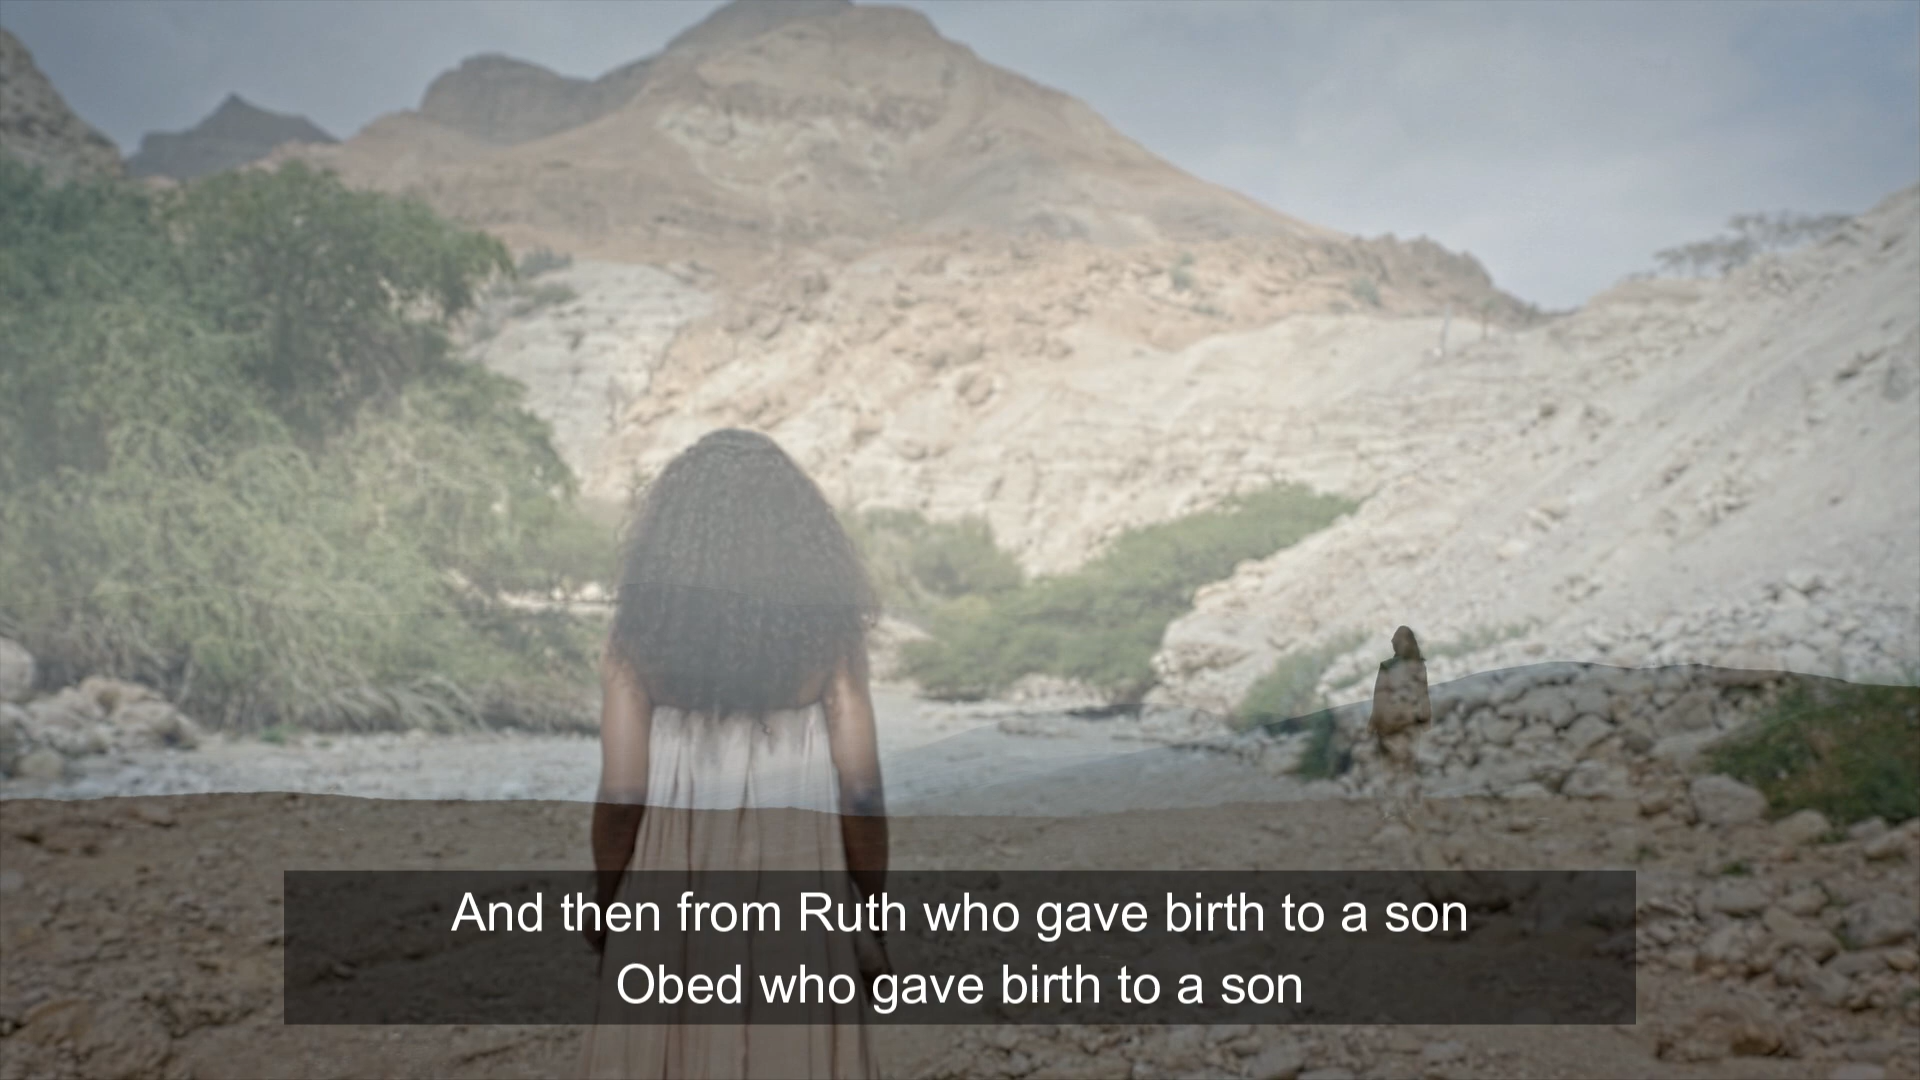 And then from Ruth who gave birth to a son
Obed who gave birth to a son